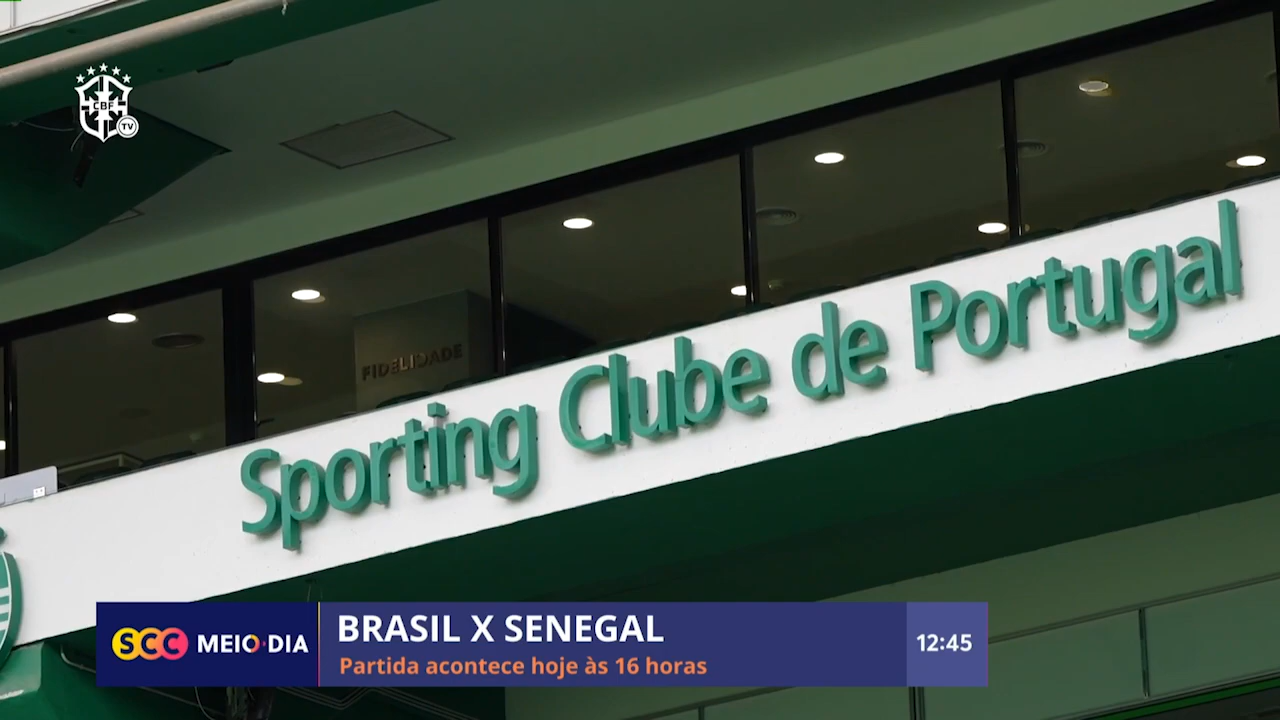 CBF
TV
FIDELIDADE
Sporting Clube de Portugal
SCC MEIO-DIA
BRASIL X SENEGAL
Partida acontece hoje às 16 horas
12:45